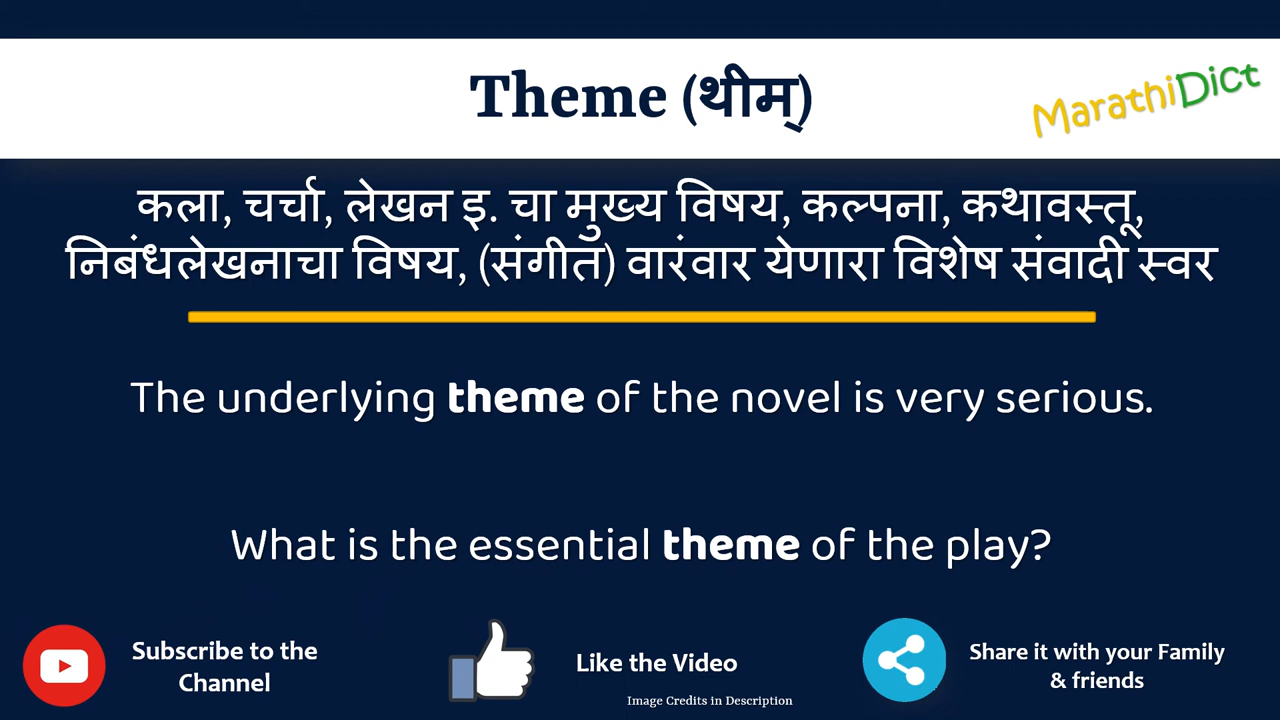 Theme (थीम्)
MarathiDict
कला, चर्चा, लेखन इ. चा मुख्य विषय, कल्पना, कथावस्तू,
निबंधलेखनाचा विषय, (संगीत) वारंवार येणारा विशेष संवादी स्वर
The underlying theme of the novel is very serious.
What is the essential theme of the play?
Subscribe to the
Channel
Like the Video
Share it with your Family
& friends
Image Credits in Description